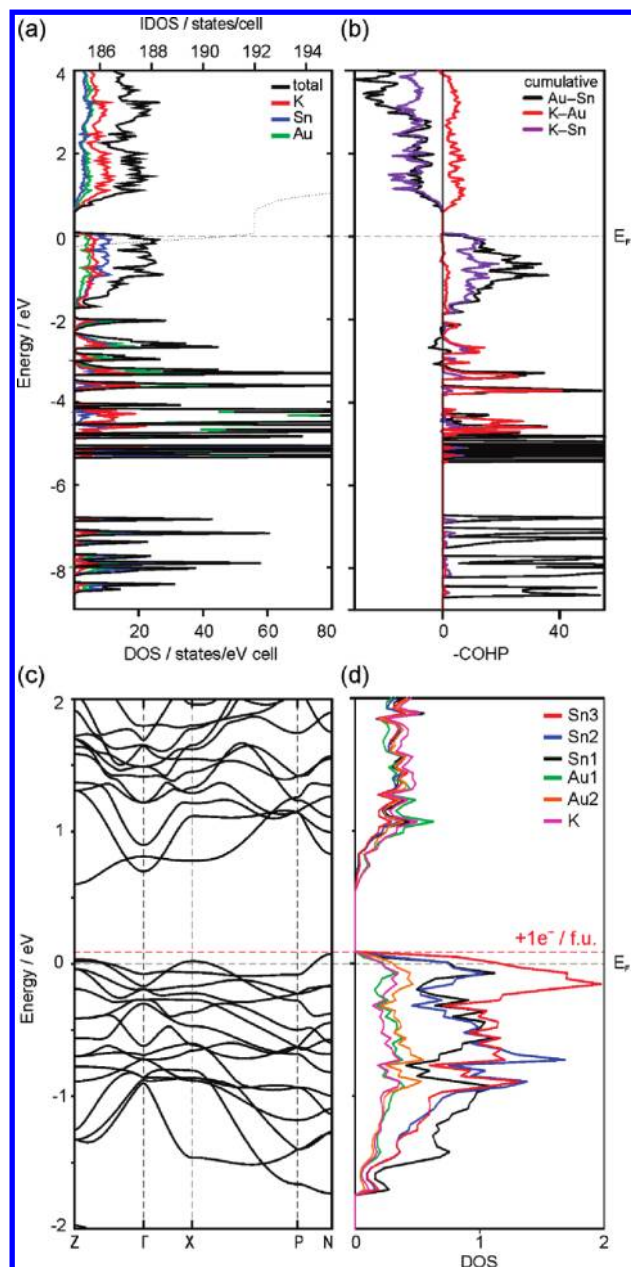 (a)
IDOS / states/cell
186 188 190 192 194
total
K
Sn
Au
4
2
0
-2
-4
-6
-8
Energy / eV
20 40 60 80
DOS / states/eV cell
(b)
cumulative
Au–Sn
K–Au
K–Sn
E_F
0 40
-COHP
(c)
2
1
0
-1
-2
Energy / eV
Z Γ X P N
(d)
Sn3
Sn2
Sn1
Au1
Au2
K
+1e⁻ / f.u.
E_F
0 1 2
DOS